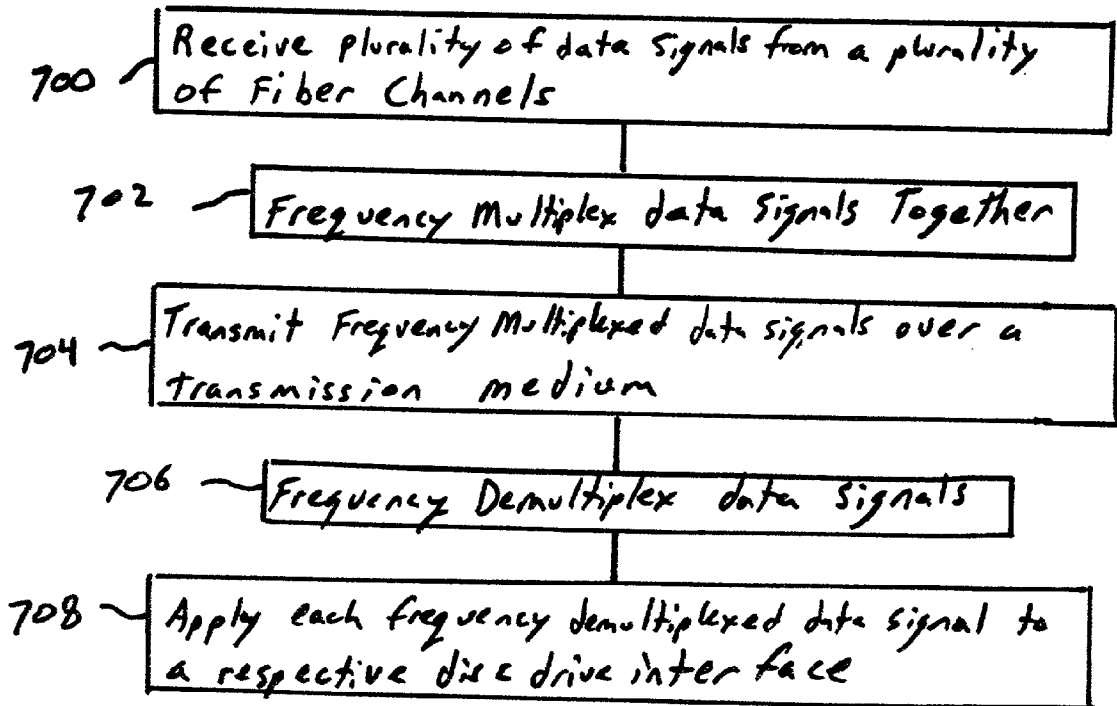 700 Receive plurality of data signals from a plurality
of Fiber Channels
702 Frequency Multiplex data signals Together
704 Transmit Frequency Multiplexed data signals over a
transmission medium
706 Frequency Demultiplex data signals
708 Apply each frequency demultiplexed data signal to
a respective disc drive interface